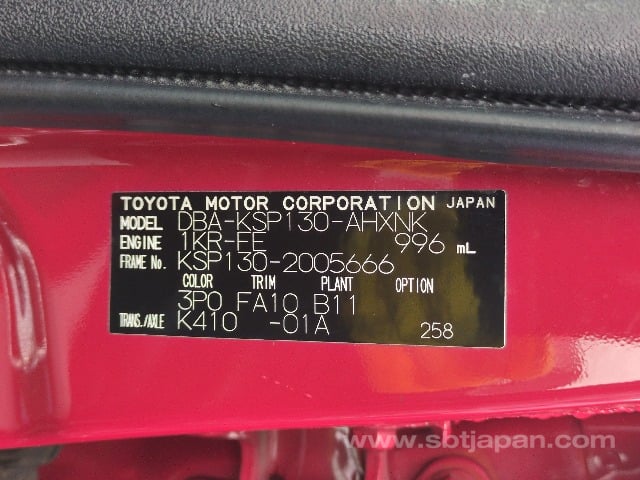 TOYOTA MOTOR CORPORATION JAPAN
MODEL DBA-KSP130-AHXNK
ENGINE 1KR-FE 996 mL
FRAME No. KSP130-2005666
COLOR TRIM PLANT OPTION
3P0 FA10 B11
TRANS./AXLE K410 -01A 258
www.sbtjapan.com